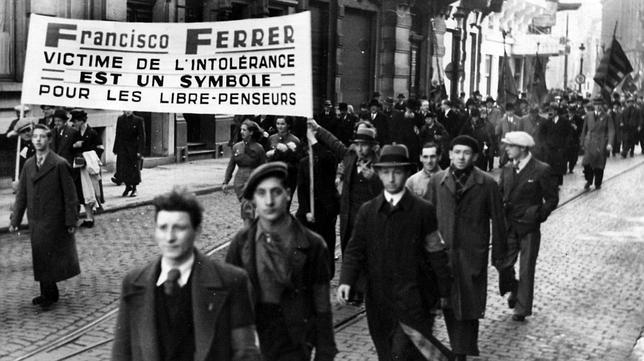 Francisco FERRER
VICTIME DE L'INTOLÉRANCE
EST UN SYMBOLE
POUR LES LIBRE-PENSEURS